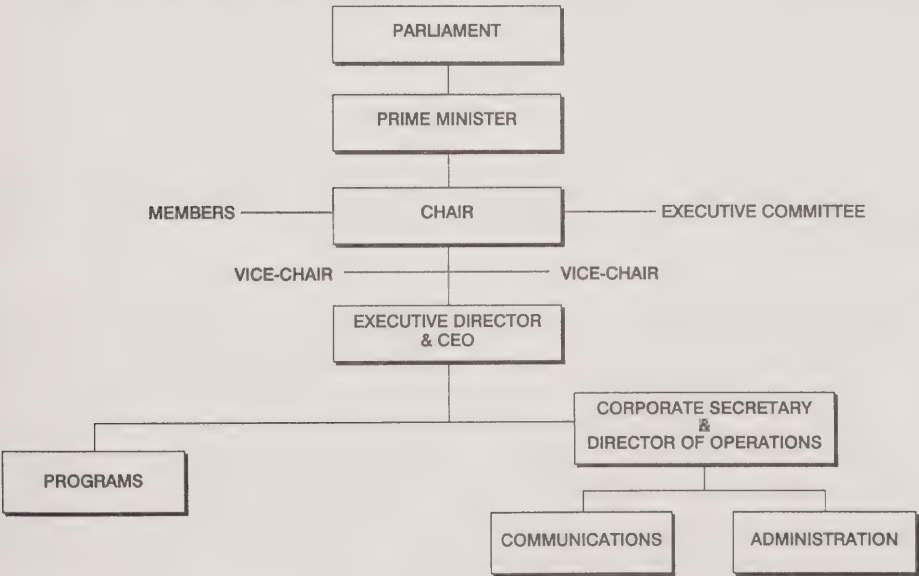 PARLIAMENT
PRIME MINISTER
MEMBERS
CHAIR
EXECUTIVE COMMITTEE
VICE-CHAIR
VICE-CHAIR
EXECUTIVE DIRECTOR
& CEO
CORPORATE SECRETARY
&
DIRECTOR OF OPERATIONS
PROGRAMS
COMMUNICATIONS
ADMINISTRATION